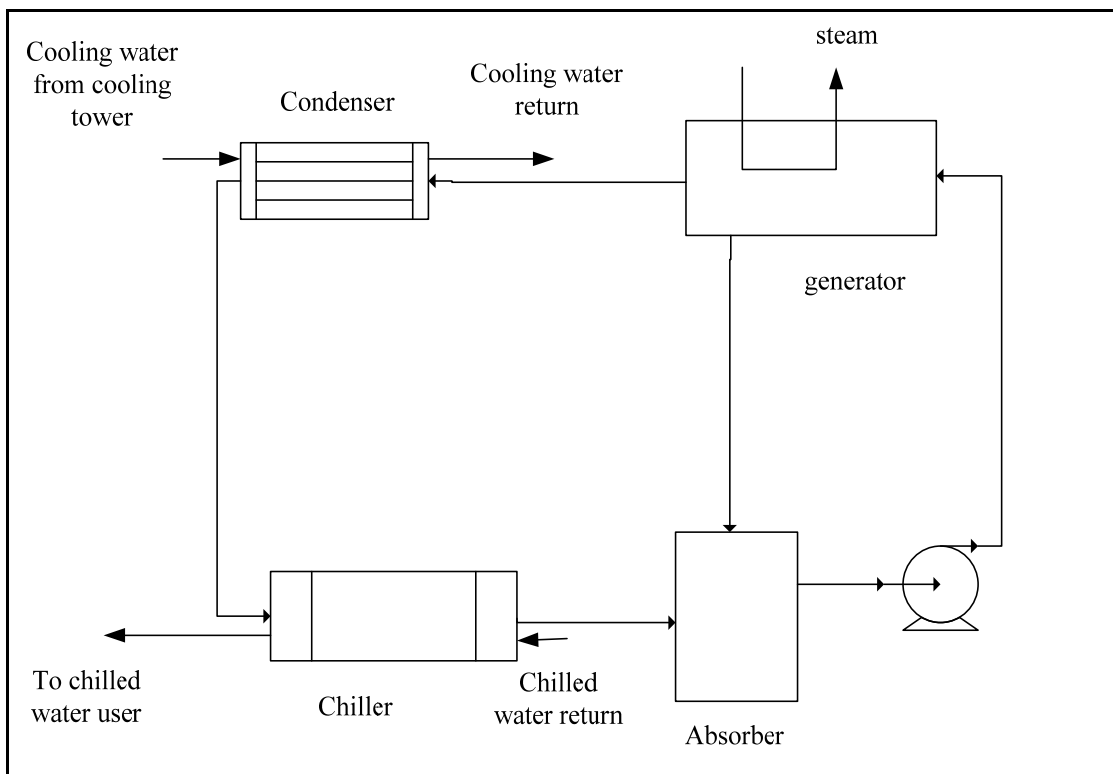 Cooling water
from cooling
tower
Condenser
Cooling water
return
steam
generator
To chilled
water user
Chiller
Chilled
water return
Absorber